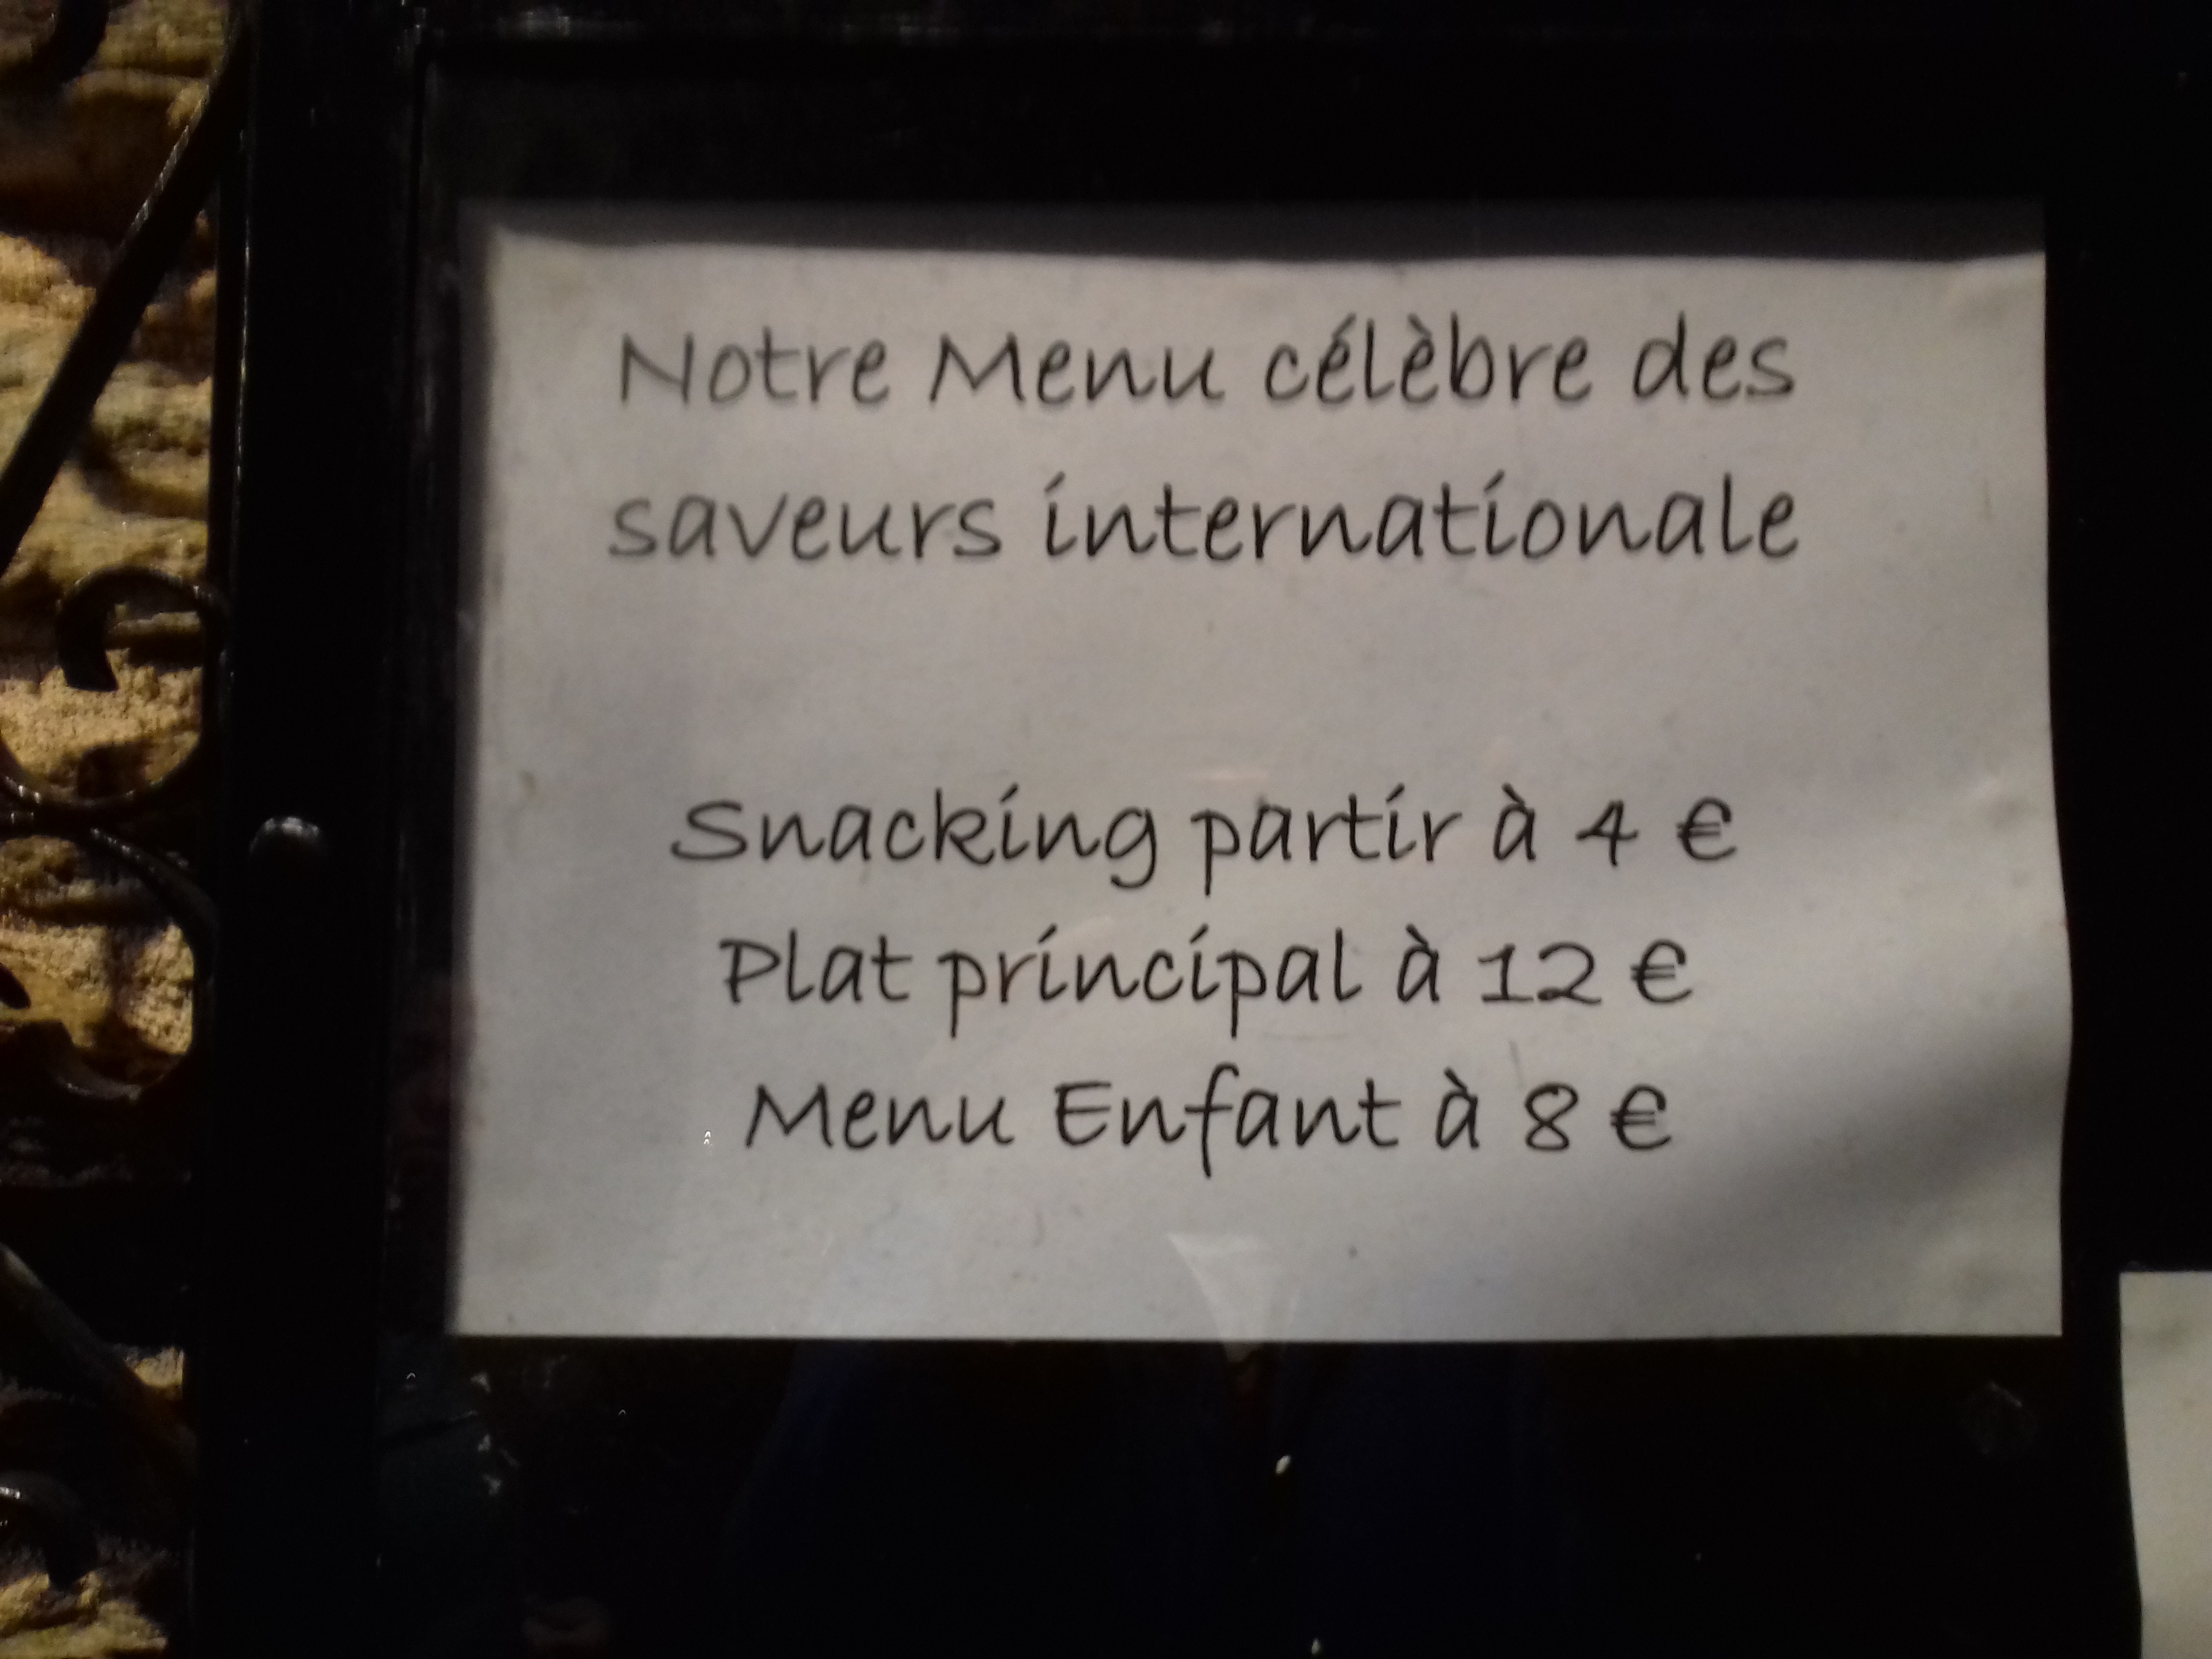 Notre Menu célèbre des
saveurs internationale
Snacking partir à 4 €
Plat principal à 12 €
Menu Enfant à 8 €